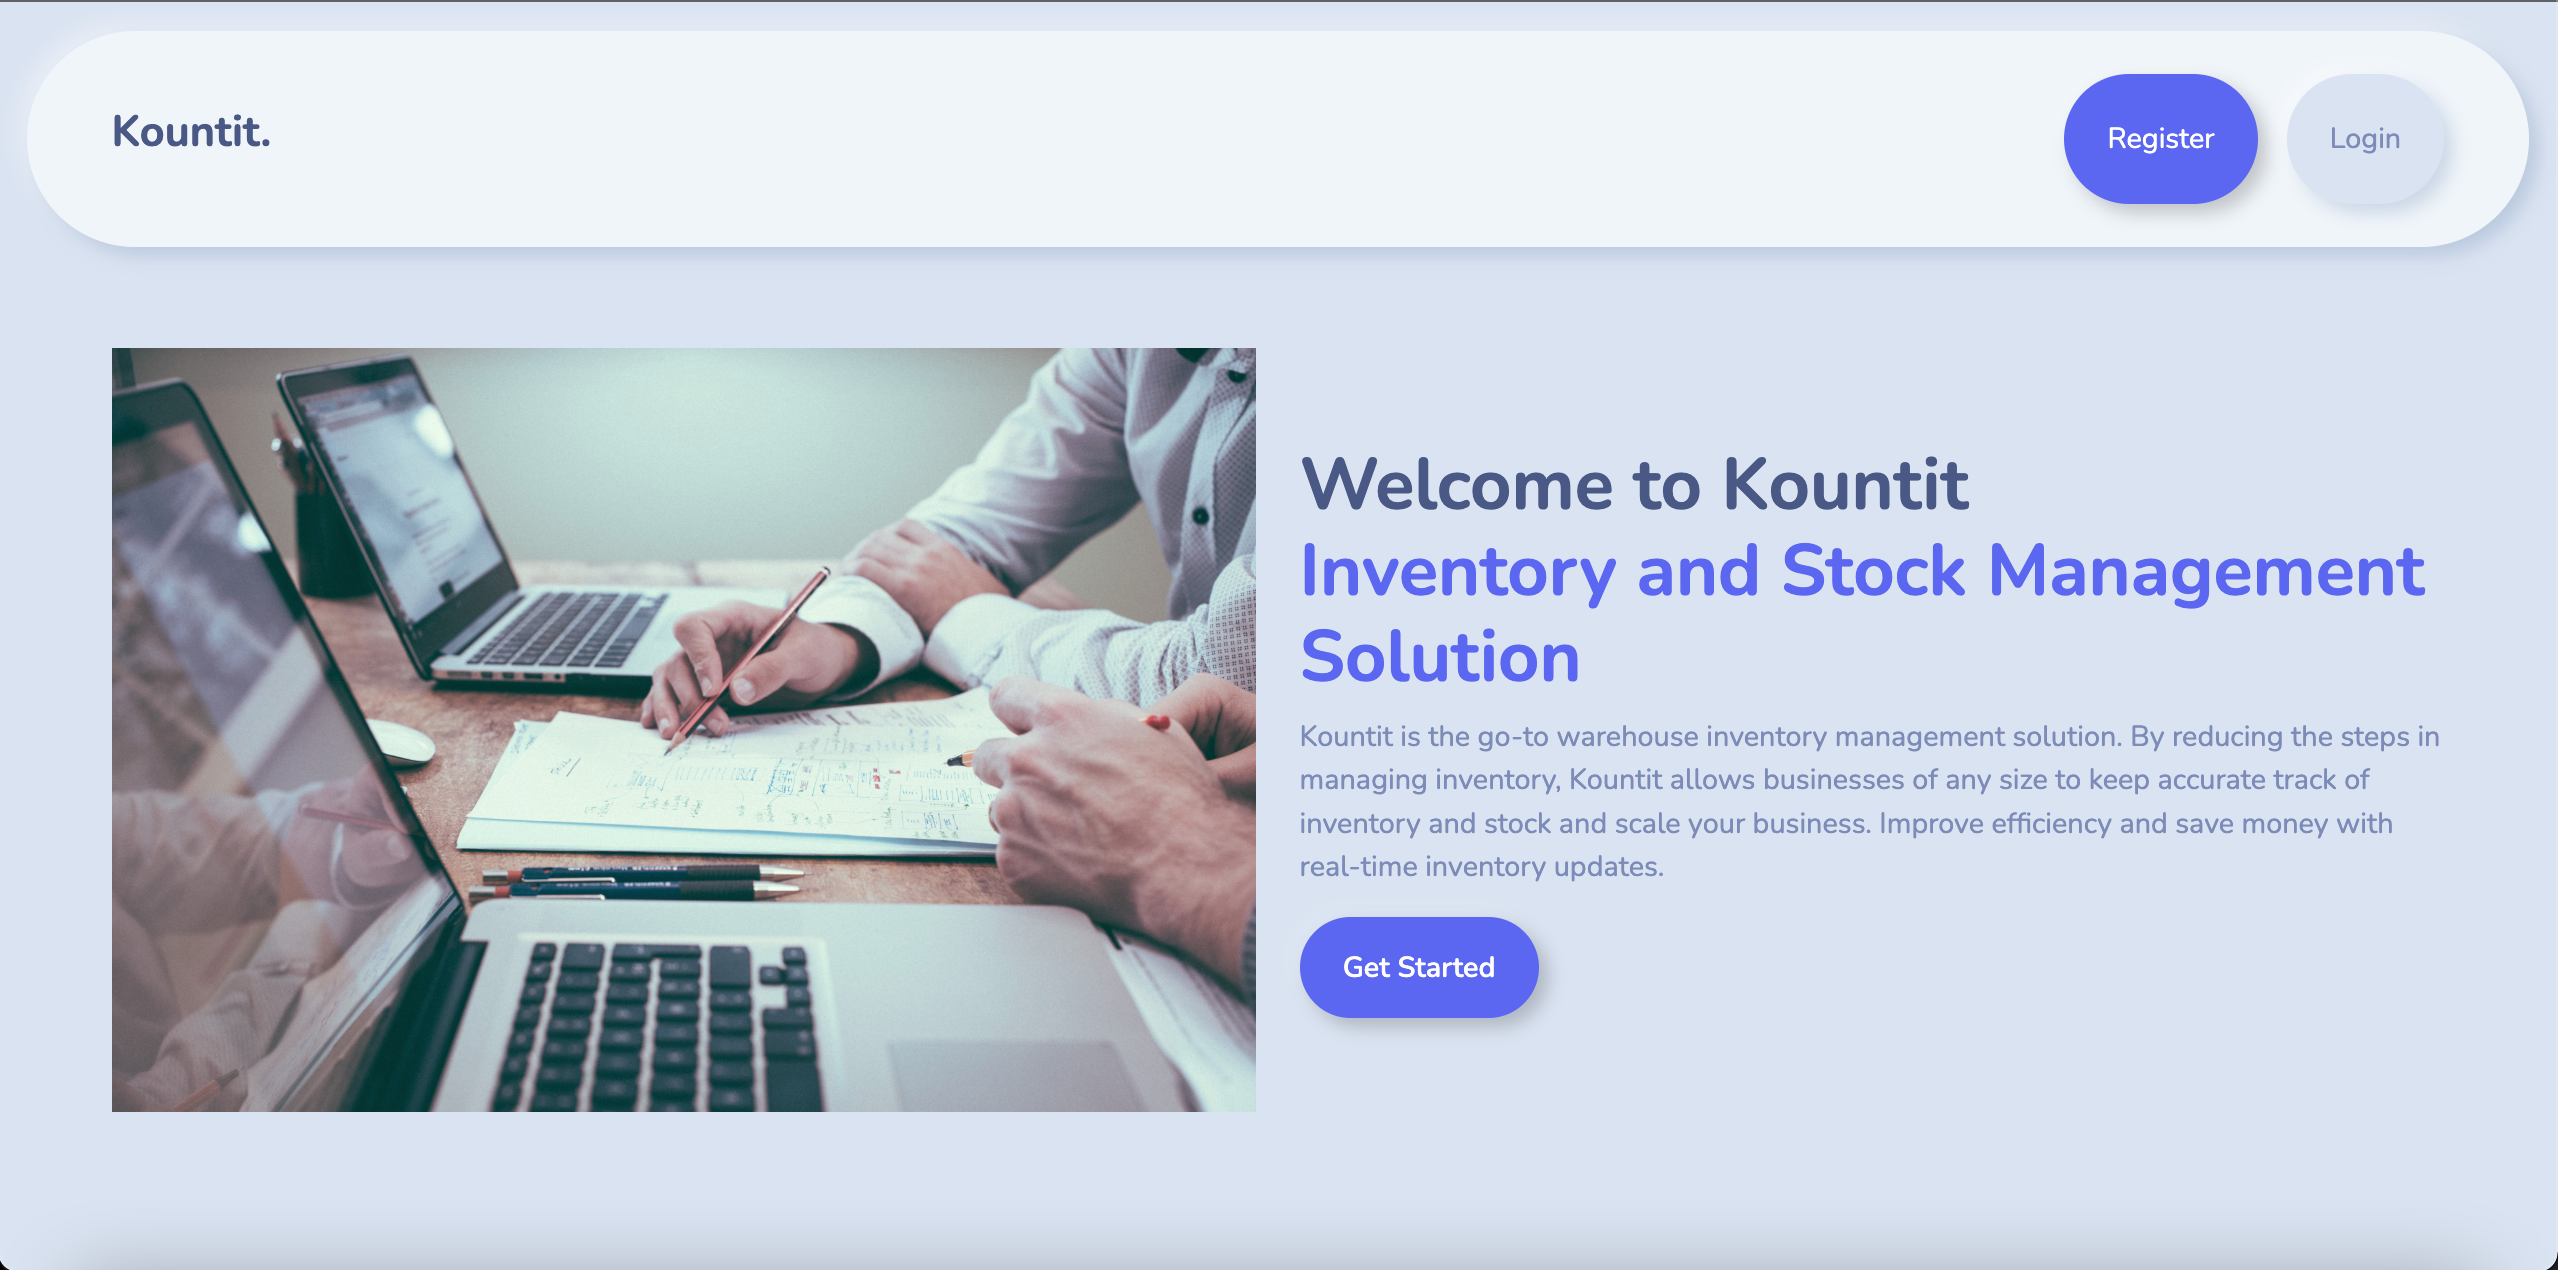 Kountit.
Register
Login
Welcome to Kountit
Inventory and Stock Management
Solution
Kountit is the go-to warehouse inventory management solution. By reducing the steps in
managing inventory, Kountit allows businesses of any size to keep accurate track of
inventory and stock and scale your business. Improve efficiency and save money with
real-time inventory updates.
Get Started